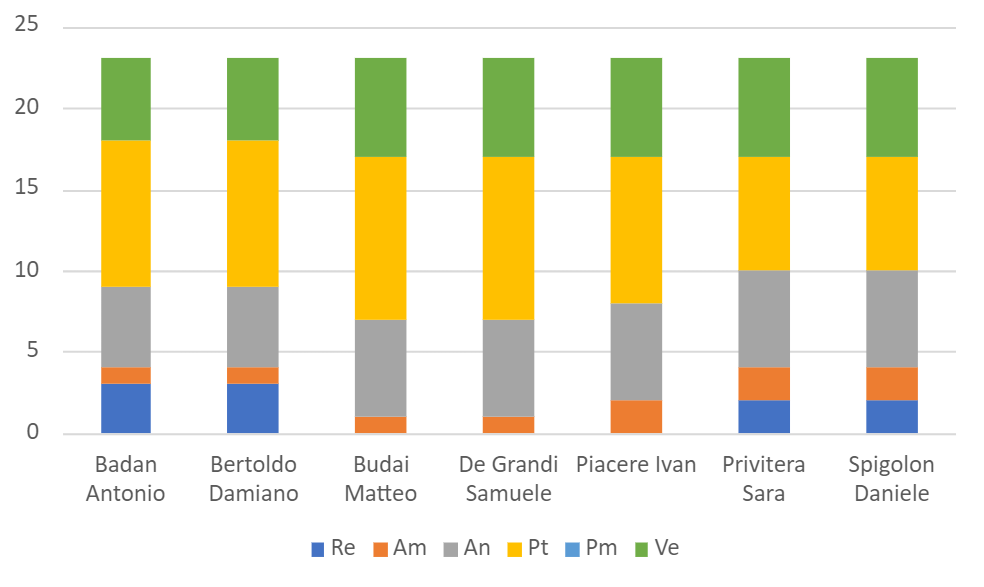 25
20
15
10
5
0
Badan Antonio
Bertoldo Damiano
Budai Matteo
De Grandi Samuele
Piacere Ivan
Privitera Sara
Spigolon Daniele
Re Am An Pt Pm Ve